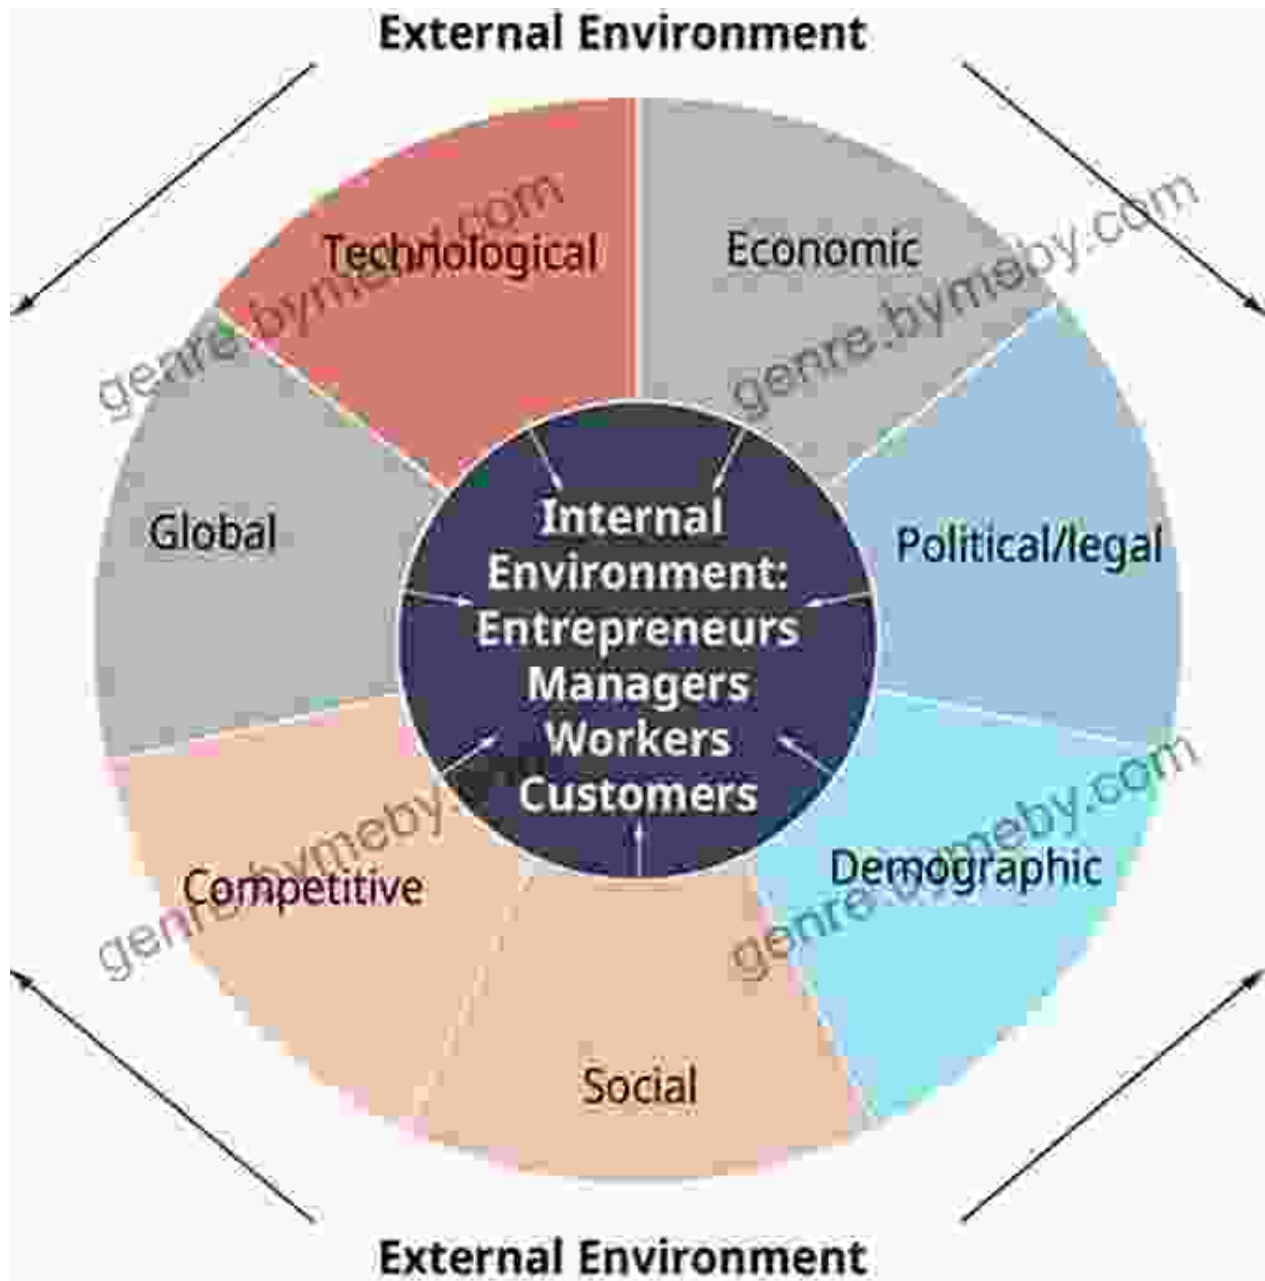 External Environment
Technological
Economic
Global
Political/legal
Internal
Environment:
Entrepreneurs
Managers
Workers
Customers
Competitive
Demographic
Social
External Environment
genre.bymeby.com
genre.bymeby.com
genre.bymeby.com
genre.bymeby.com